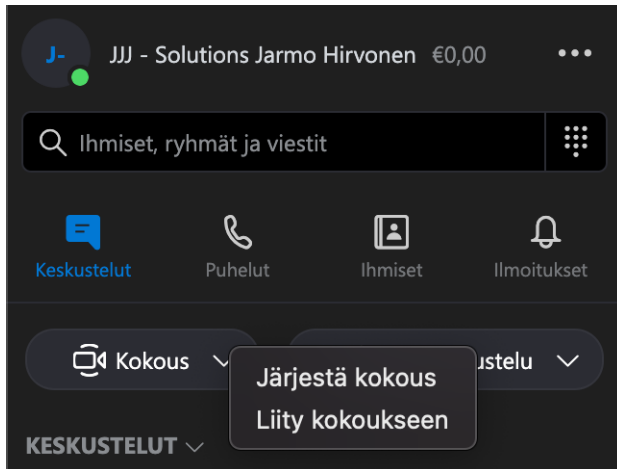 J-
JJJ - Solutions Jarmo Hirvonen €0,00
Ihmiset, ryhmät ja viestit
Keskustelut Puhelut Ihmiset Ilmoitukset
Kokous
Järjestä kokous
Liity kokoukseen
KESKUSTELUT